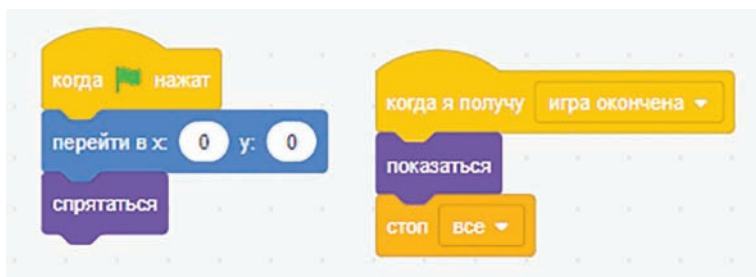 когда нажат
перейти в x: 0 y: 0
спрятаться
когда я получу игра окончена
показаться
стоп все